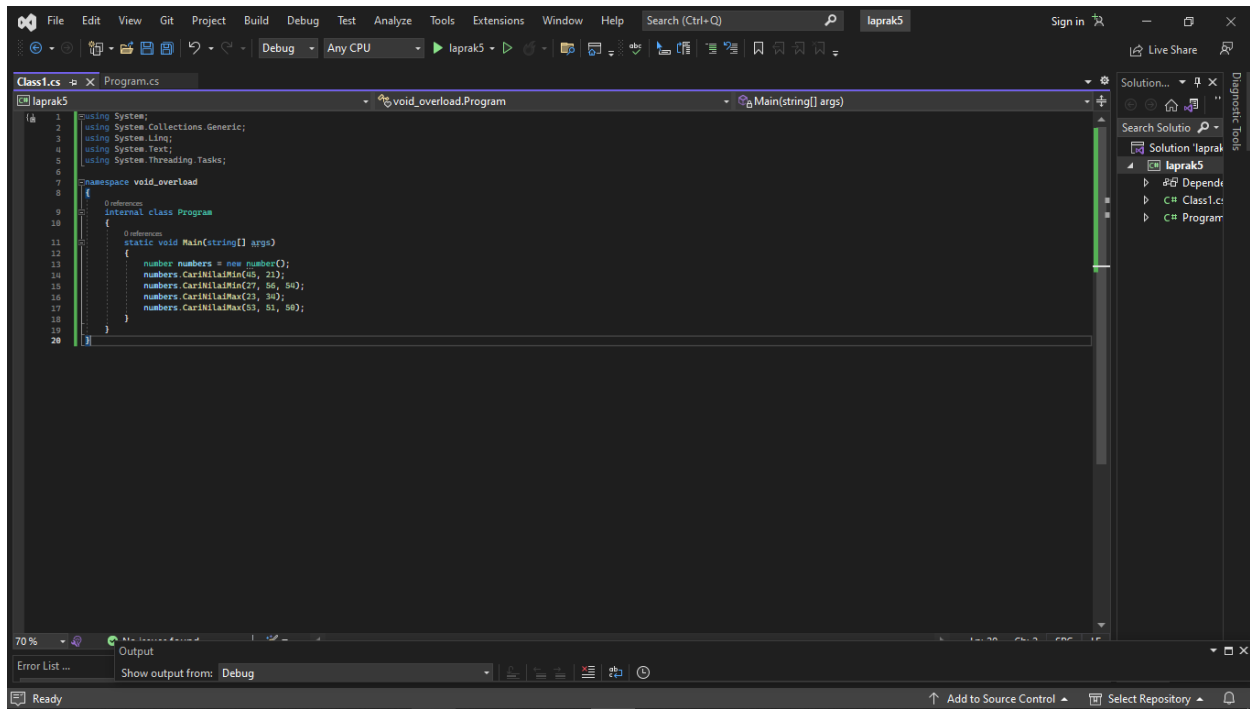 File Edit View Git Project Build Debug Test Analyze Tools Extensions Window Help Search (Ctrl+Q) laprak5 Sign in
Debug Any CPU laprak5 Live Share
Class1.cs Program.cs
laprak5 void_overload.Program Main(string[] args)
1 using System;
2 using System.Collections.Generic;
3 using System.Linq;
4 using System.Text;
5 using System.Threading.Tasks;
6
7 namespace void_overload
8 {
0 references
9 internal class Program
10 {
0 references
11 static void Main(string[] args)
12 {
13 number numbers = new number();
14 numbers.CariNilaiMin(45, 21);
15 numbers.CariNilaiMin(27, 56, 54);
16 numbers.CariNilaiMax(23, 34);
17 numbers.CariNilaiMax(53, 51, 50);
18 }
19 }
20 }
70 %
Solution...
Search Solutio
Solution 'laprak
laprak5
Depende
C# Class1.c
C# Program
Diagnostic Tools
Error List ...
Output
Show output from: Debug
Ready Add to Source Control Select Repository